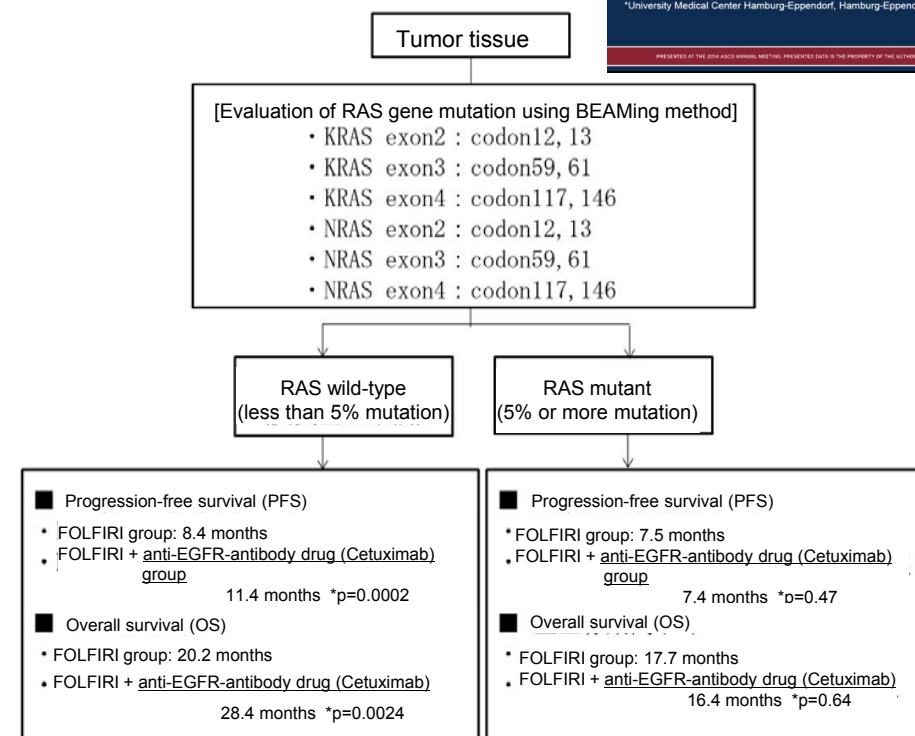 *University Medical Center Hamburg-Eppendorf, Hamburg-Eppend
PRESENTED AT THE 2014 ASCO ANNUAL MEETING. PRESENTED DATA IS THE PROPERTY OF THE AUTHOR
Tumor tissue
[Evaluation of RAS gene mutation using BEAMing method]
・KRAS exon2 : codon12, 13
・KRAS exon3 : codon59, 61
・KRAS exon4 : codon117, 146
・NRAS exon2 : codon12, 13
・NRAS exon3 : codon59, 61
・NRAS exon4 : codon117, 146
RAS wild-type
(less than 5% mutation)
RAS mutant
(5% or more mutation)
■ Progression-free survival (PFS)
• FOLFIRI group: 8.4 months
• FOLFIRI + anti-EGFR-antibody drug (Cetuximab)
group
11.4 months *p=0.0002
■ Overall survival (OS)
• FOLFIRI group: 20.2 months
• FOLFIRI + anti-EGFR-antibody drug (Cetuximab)
28.4 months *p=0.0024
■ Progression-free survival (PFS)
• FOLFIRI group: 7.5 months
• FOLFIRI + anti-EGFR-antibody drug (Cetuximab)
group
7.4 months *p=0.47
■ Overall survival (OS)
• FOLFIRI group: 17.7 months
• FOLFIRI + anti-EGFR-antibody drug (Cetuximab)
16.4 months *p=0.64